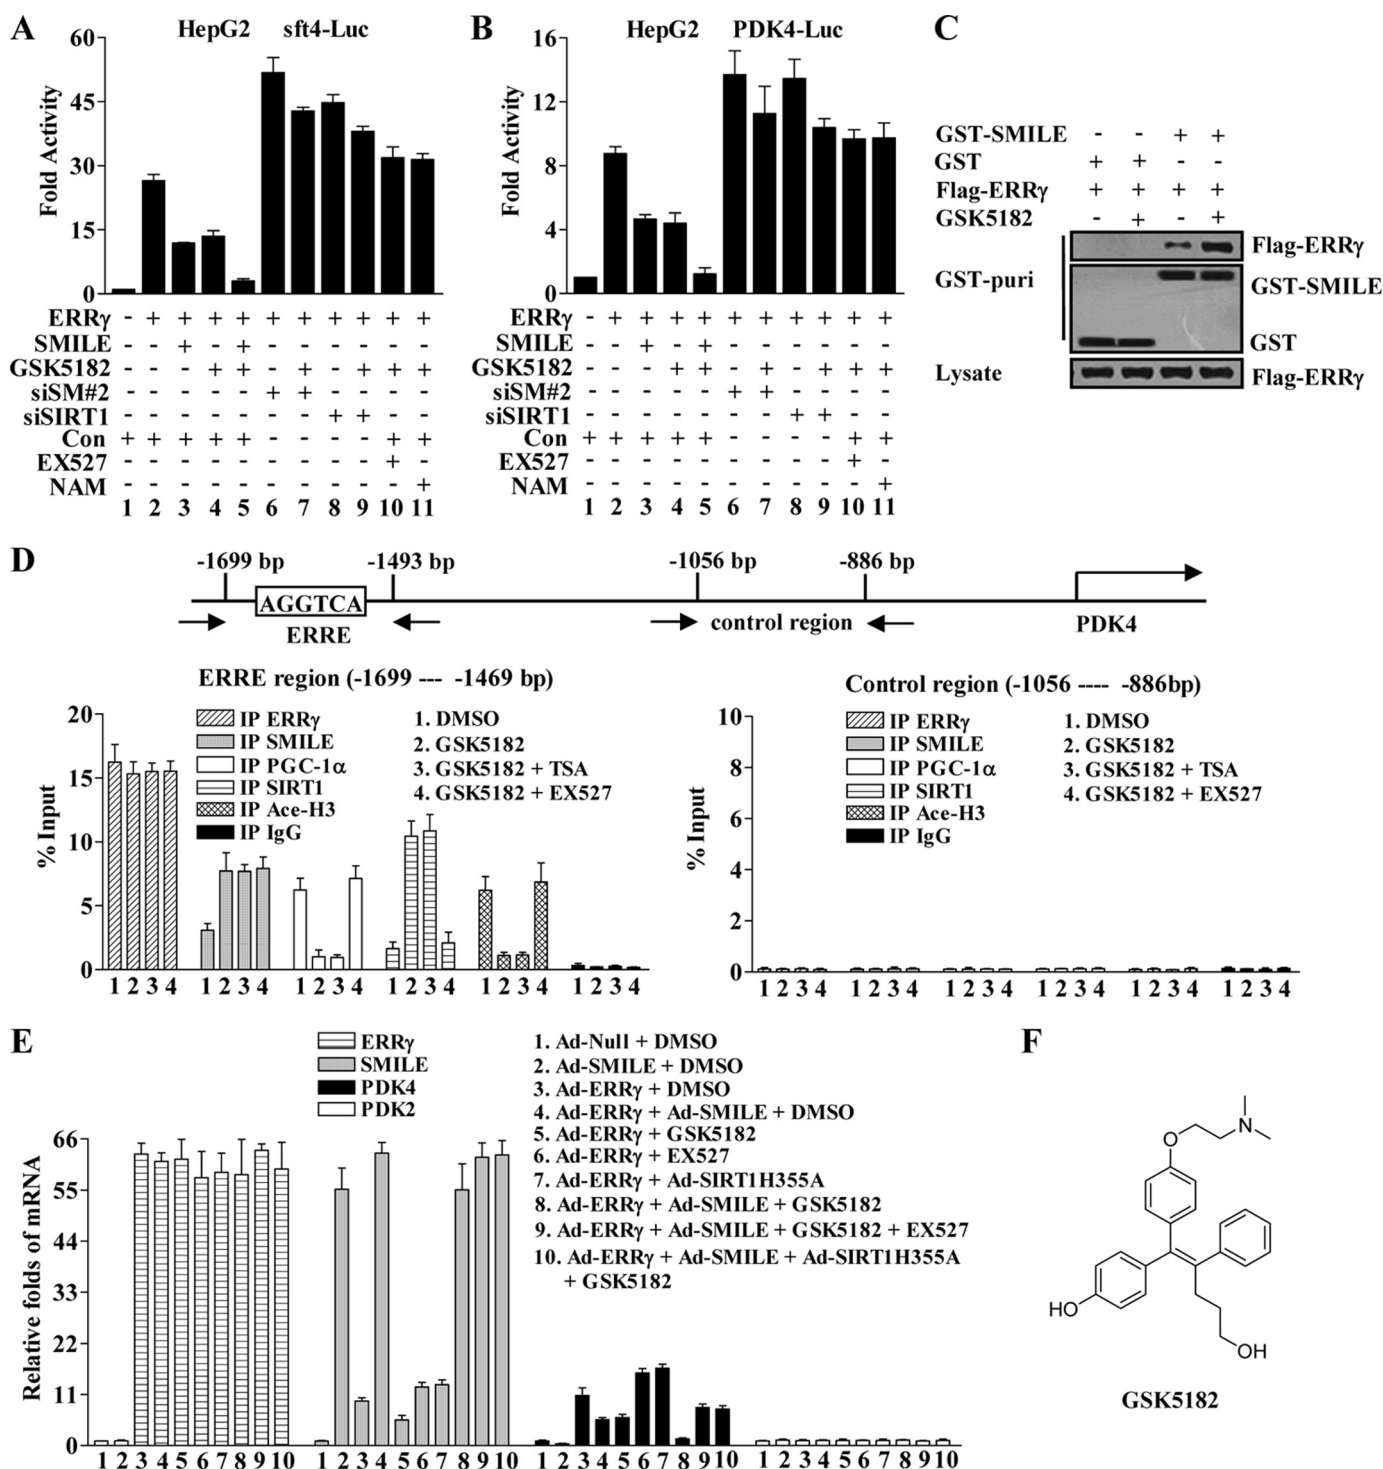 A
HepG2 sft4-Luc
60
45
30
15
0
Fold Activity
ERRγ - + + + + + + + + + +
SMILE - - + - + - - - - - -
GSK5182 - - - + + - + - + + +
siSM#2 - - - - - + + - - - -
siSIRT1 - - - - - - - + + - -
Con + + + + + - - - - + +
EX527 - - - - - - - - - + -
NAM - - - - - - - - - - +
1 2 3 4 5 6 7 8 9 10 11
B
HepG2 PDK4-Luc
16
12
8
4
0
Fold Activity
ERRγ - + + + + + + + + + +
SMILE - - + - + - - - - - -
GSK5182 - - - + + - + - + + +
siSM#2 - - - - - + + - - - -
siSIRT1 - - - - - - - + + - -
Con + + + + + - - - - + +
EX527 - - - - - - - - - + -
NAM - - - - - - - - - - +
1 2 3 4 5 6 7 8 9 10 11
C
GST-SMILE - - + +
GST + + - -
Flag-ERRγ + + + +
GSK5182 - + - +
Flag-ERRγ
GST-puri
GST-SMILE
GST
Lysate
Flag-ERRγ
D
-1699 bp -1493 bp -1056 bp -886 bp
AGGTCA
ERRE
control region
PDK4
ERRE region (-1699 --- -1469 bp)
20
15
10
5
0
% Input
IP ERRγ
IP SMILE
IP PGC-1α
IP SIRT1
IP Ace-H3
IP IgG
1. DMSO
2. GSK5182
3. GSK5182 + TSA
4. GSK5182 + EX527
1 2 3 4 1 2 3 4 1 2 3 4 1 2 3 4 1 2 3 4 1 2 3 4
Control region (-1056 ---- -886bp)
10
8
6
4
2
0
% Input
IP ERRγ
IP SMILE
IP PGC-1α
IP SIRT1
IP Ace-H3
IP IgG
1. DMSO
2. GSK5182
3. GSK5182 + TSA
4. GSK5182 + EX527
1 2 3 4 1 2 3 4 1 2 3 4 1 2 3 4 1 2 3 4 1 2 3 4
E
ERRγ
SMILE
PDK4
PDK2
1. Ad-Null + DMSO
2. Ad-SMILE + DMSO
3. Ad-ERRγ + DMSO
4. Ad-ERRγ + Ad-SMILE + DMSO
5. Ad-ERRγ + GSK5182
6. Ad-ERRγ + EX527
7. Ad-ERRγ + Ad-SIRT1H355A
8. Ad-ERRγ + Ad-SMILE + GSK5182
9. Ad-ERRγ + Ad-SMILE + GSK5182 + EX527
10. Ad-ERRγ + Ad-SMILE + Ad-SIRT1H355A
+ GSK5182
66
55
44
33
22
11
0
Relative folds of mRNA
1 2 3 4 5 6 7 8 9 10 1 2 3 4 5 6 7 8 9 10 1 2 3 4 5 6 7 8 9 10 1 2 3 4 5 6 7 8 9 10
F
N
O
HO
OH
GSK5182